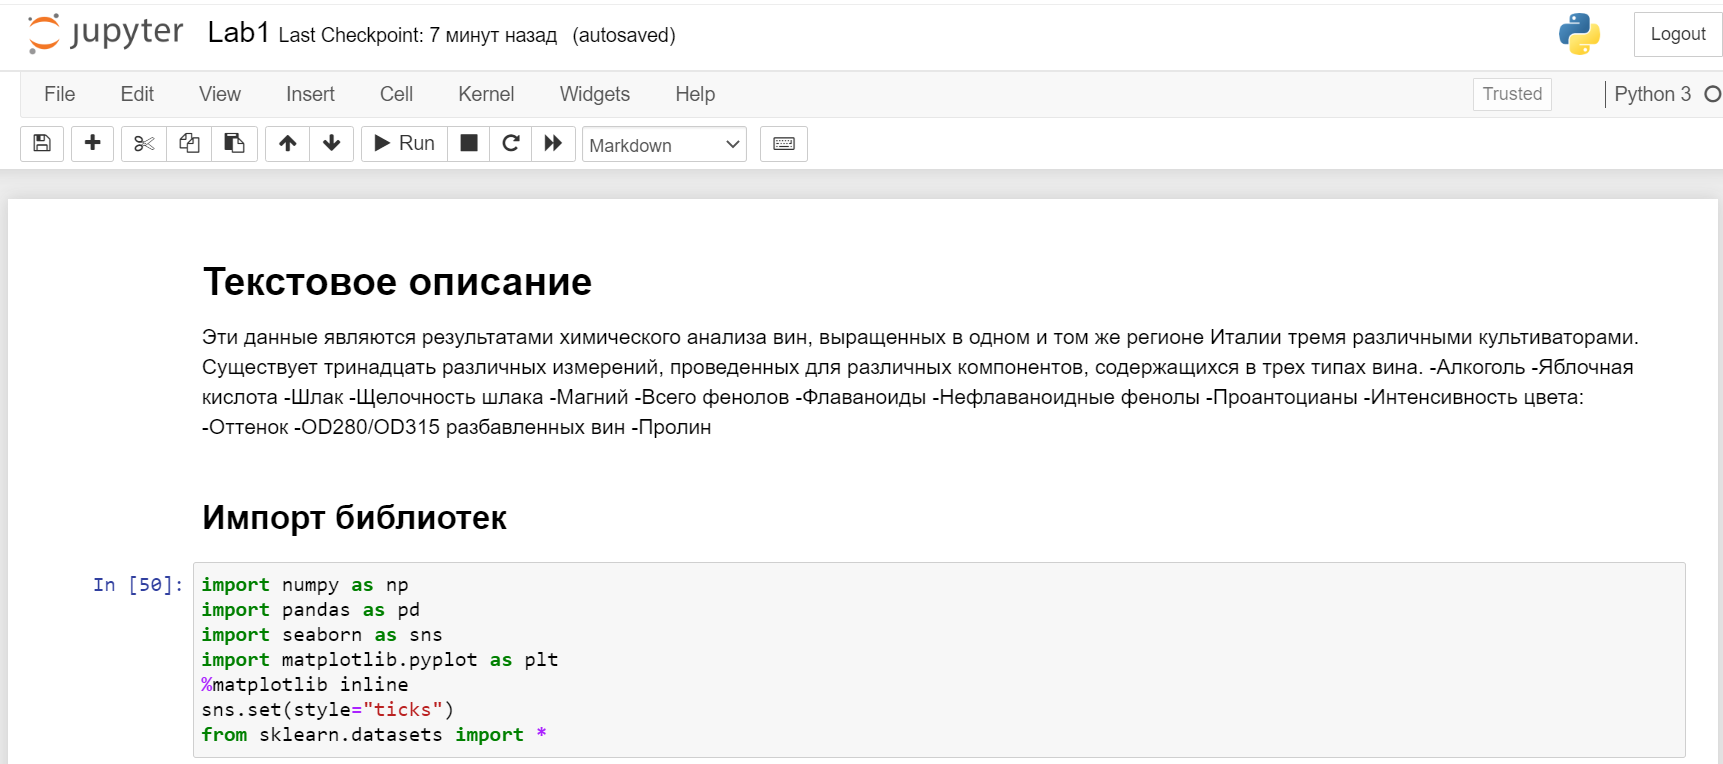 jupyter Lab1 Last Checkpoint: 7 минут назад (autosaved)
Logout
File Edit View Insert Cell Kernel Widgets Help
Trusted
Python 3
Run
Markdown
Текстовое описание
Эти данные являются результатами химического анализа вин, выращенных в одном и том же регионе Италии тремя различными культиваторами.
Существует тринадцать различных измерений, проведенных для различных компонентов, содержащихся в трех типах вина. -Алкоголь -Яблочная
кислота -Шлак -Щелочность шлака -Магний -Всего фенолов -Флаваноиды -Нефлаваноидные фенолы -Проантоцианы -Интенсивность цвета:
-Оттенок -OD280/OD315 разбавленных вин -Пролин
Импорт библиотек
In [50]:
import numpy as np
import pandas as pd
import seaborn as sns
import matplotlib.pyplot as plt
%matplotlib inline
sns.set(style="ticks")
from sklearn.datasets import *